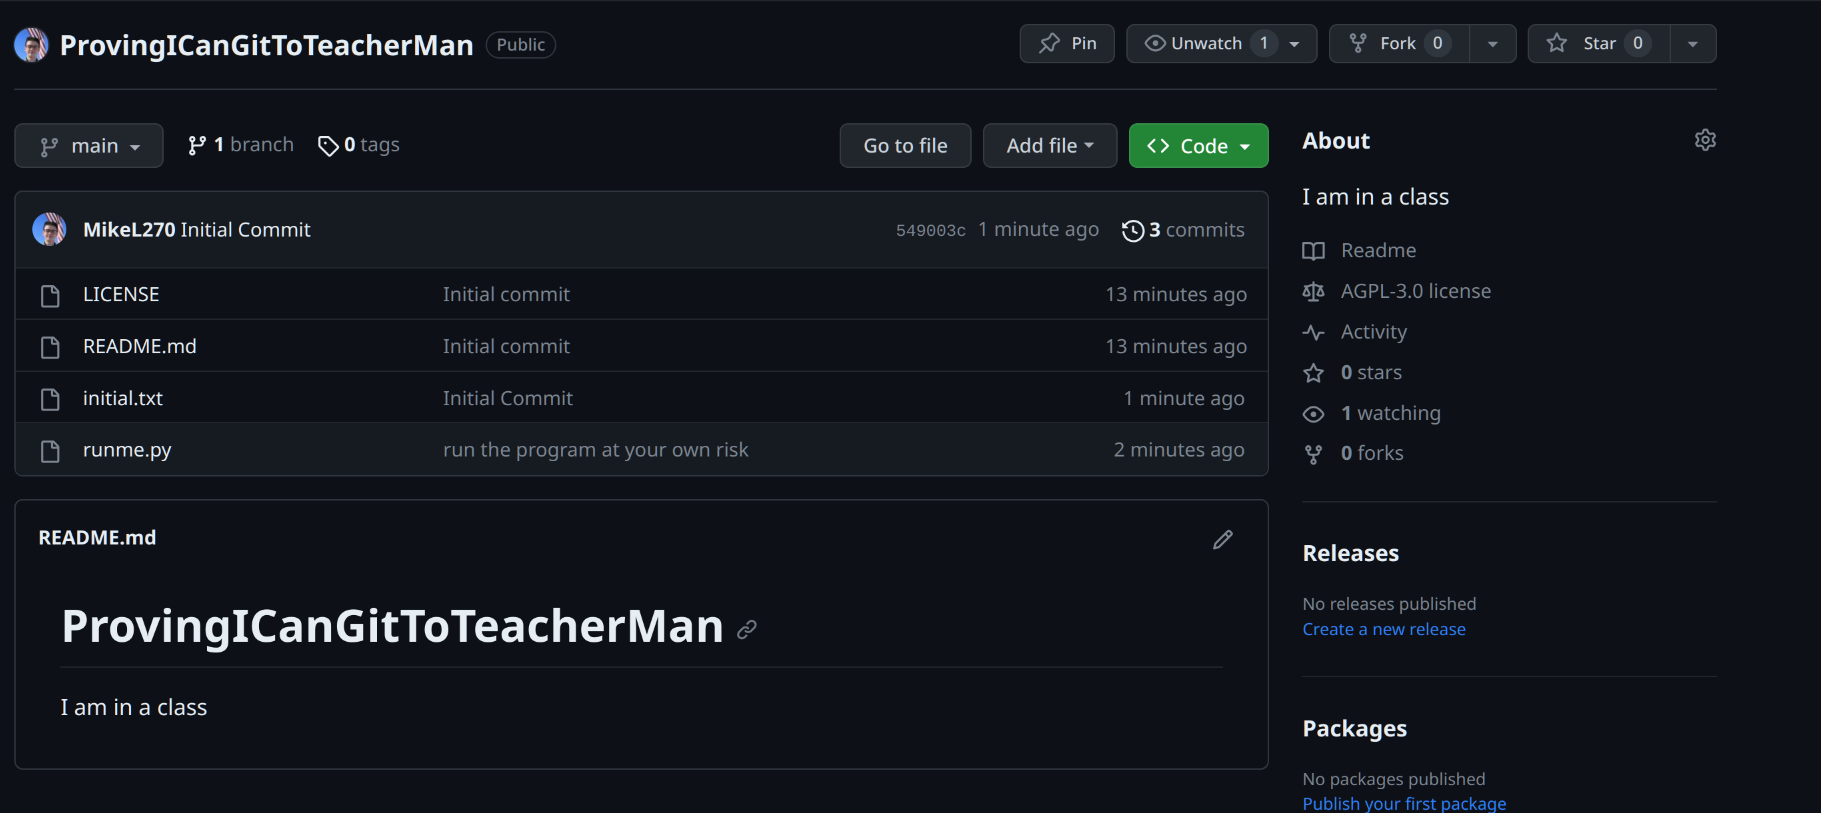 ProvingICanGitToTeacherMan Public
Pin
Unwatch 1
Fork 0
Star 0
main
1 branch
0 tags
Go to file
Add file
Code
MikeL270 Initial Commit 549003c 1 minute ago 3 commits
LICENSE Initial commit 13 minutes ago
README.md Initial commit 13 minutes ago
initial.txt Initial Commit 1 minute ago
runme.py run the program at your own risk 2 minutes ago
README.md
ProvingICanGitToTeacherMan
I am in a class
About
I am in a class
Readme
AGPL-3.0 license
Activity
0 stars
1 watching
0 forks
Releases
No releases published
Create a new release
Packages
No packages published
Publish your first package